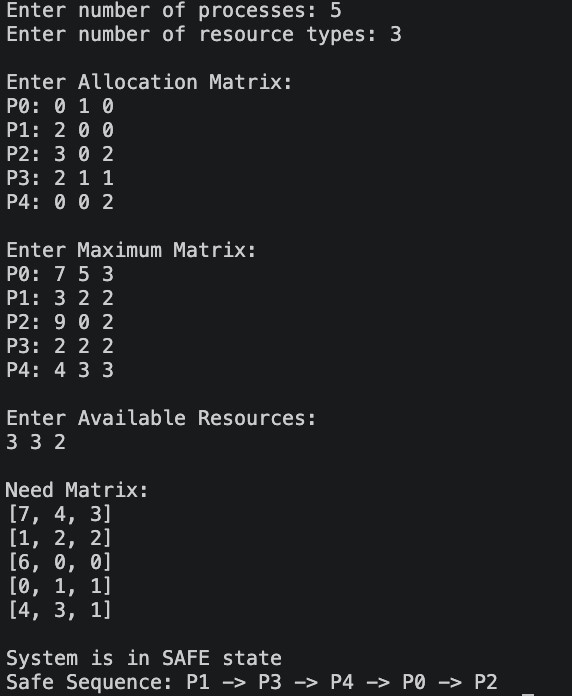 Enter number of processes: 5
Enter number of resource types: 3
Enter Allocation Matrix:
P0: 0 1 0
P1: 2 0 0
P2: 3 0 2
P3: 2 1 1
P4: 0 0 2
Enter Maximum Matrix:
P0: 7 5 3
P1: 3 2 2
P2: 9 0 2
P3: 2 2 2
P4: 4 3 3
Enter Available Resources:
3 3 2
Need Matrix:
[7, 4, 3]
[1, 2, 2]
[6, 0, 0]
[0, 1, 1]
[4, 3, 1]
System is in SAFE state
Safe Sequence: P1 -> P3 -> P4 -> P0 -> P2